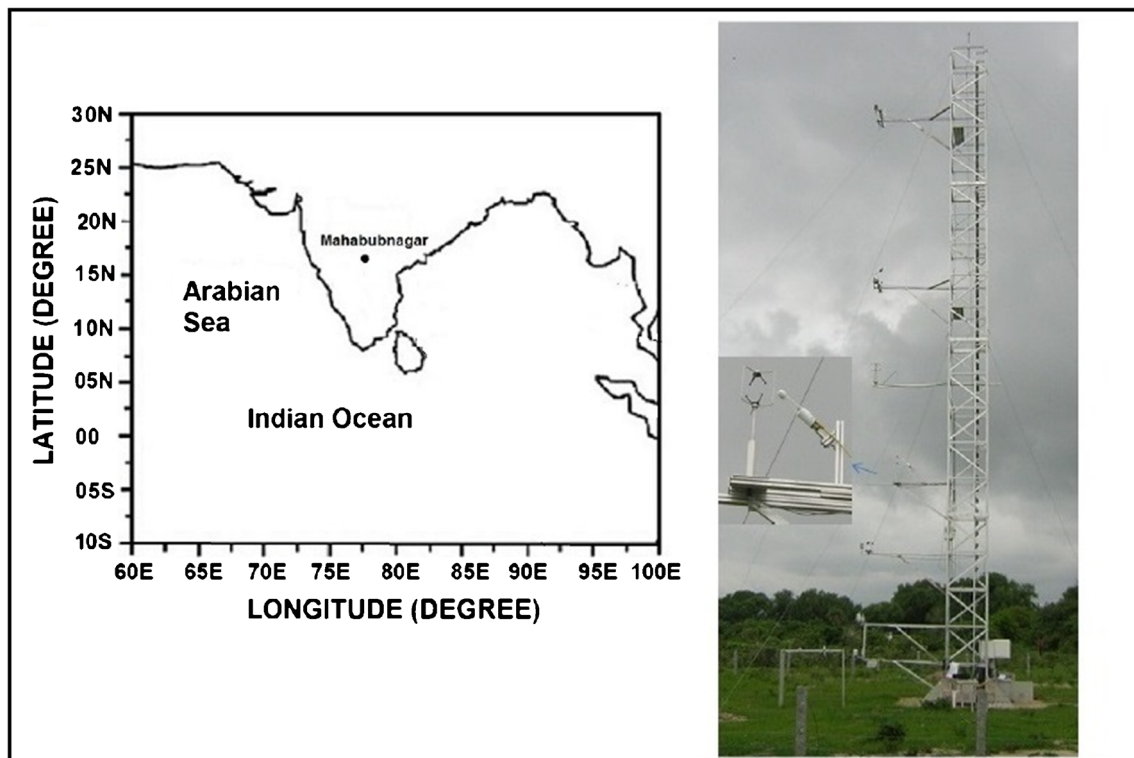 30N
25N
20N
15N
10N
05N
00
05S
10S
LATITUDE (DEGREE)
Mahabubnagar
Arabian
Sea
Indian Ocean
60E 65E 70E 75E 80E 85E 90E 95E 100E
LONGITUDE (DEGREE)